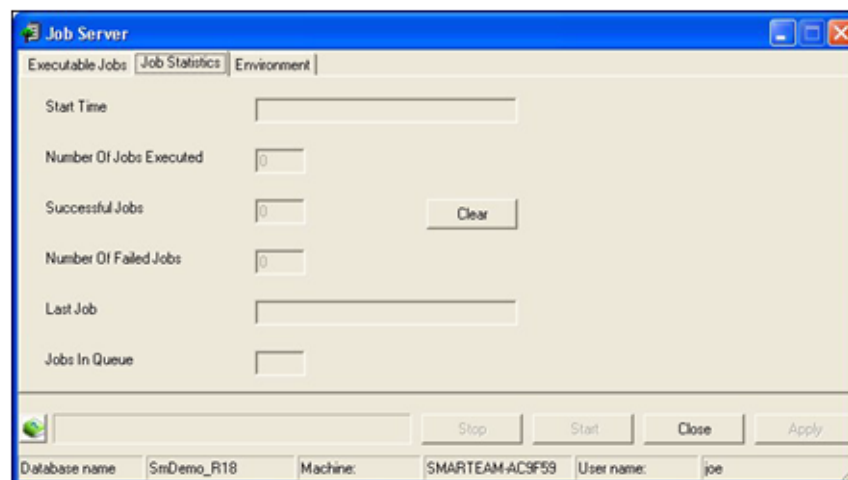 Job Server
Executable Jobs Job Statistics Environment
Start Time
Number Of Jobs Executed 0
Successful Jobs 0 Clear
Number Of Failed Jobs 0
Last Job
Jobs In Queue
Stop Start Close Apply
Database name SmDemo_R18 Machine: SMARTEAM-AC9F59 User name: joe